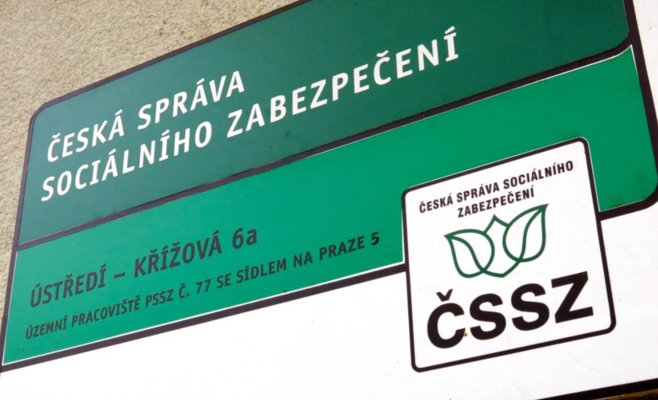 ČESKÁ SPRÁVA
SOCIÁLNÍHO ZABEZPEČENÍ
ÚSTŘEDÍ – KŘÍŽOVÁ 6a
ÚZEMNÍ PRACOVIŠTĚ PSSZ Č. 77 SE SÍDLEM NA PRAZE 5
ČESKÁ SPRÁVA SOCIÁLNÍHO
ZABEZPEČENÍ
ČSSZ